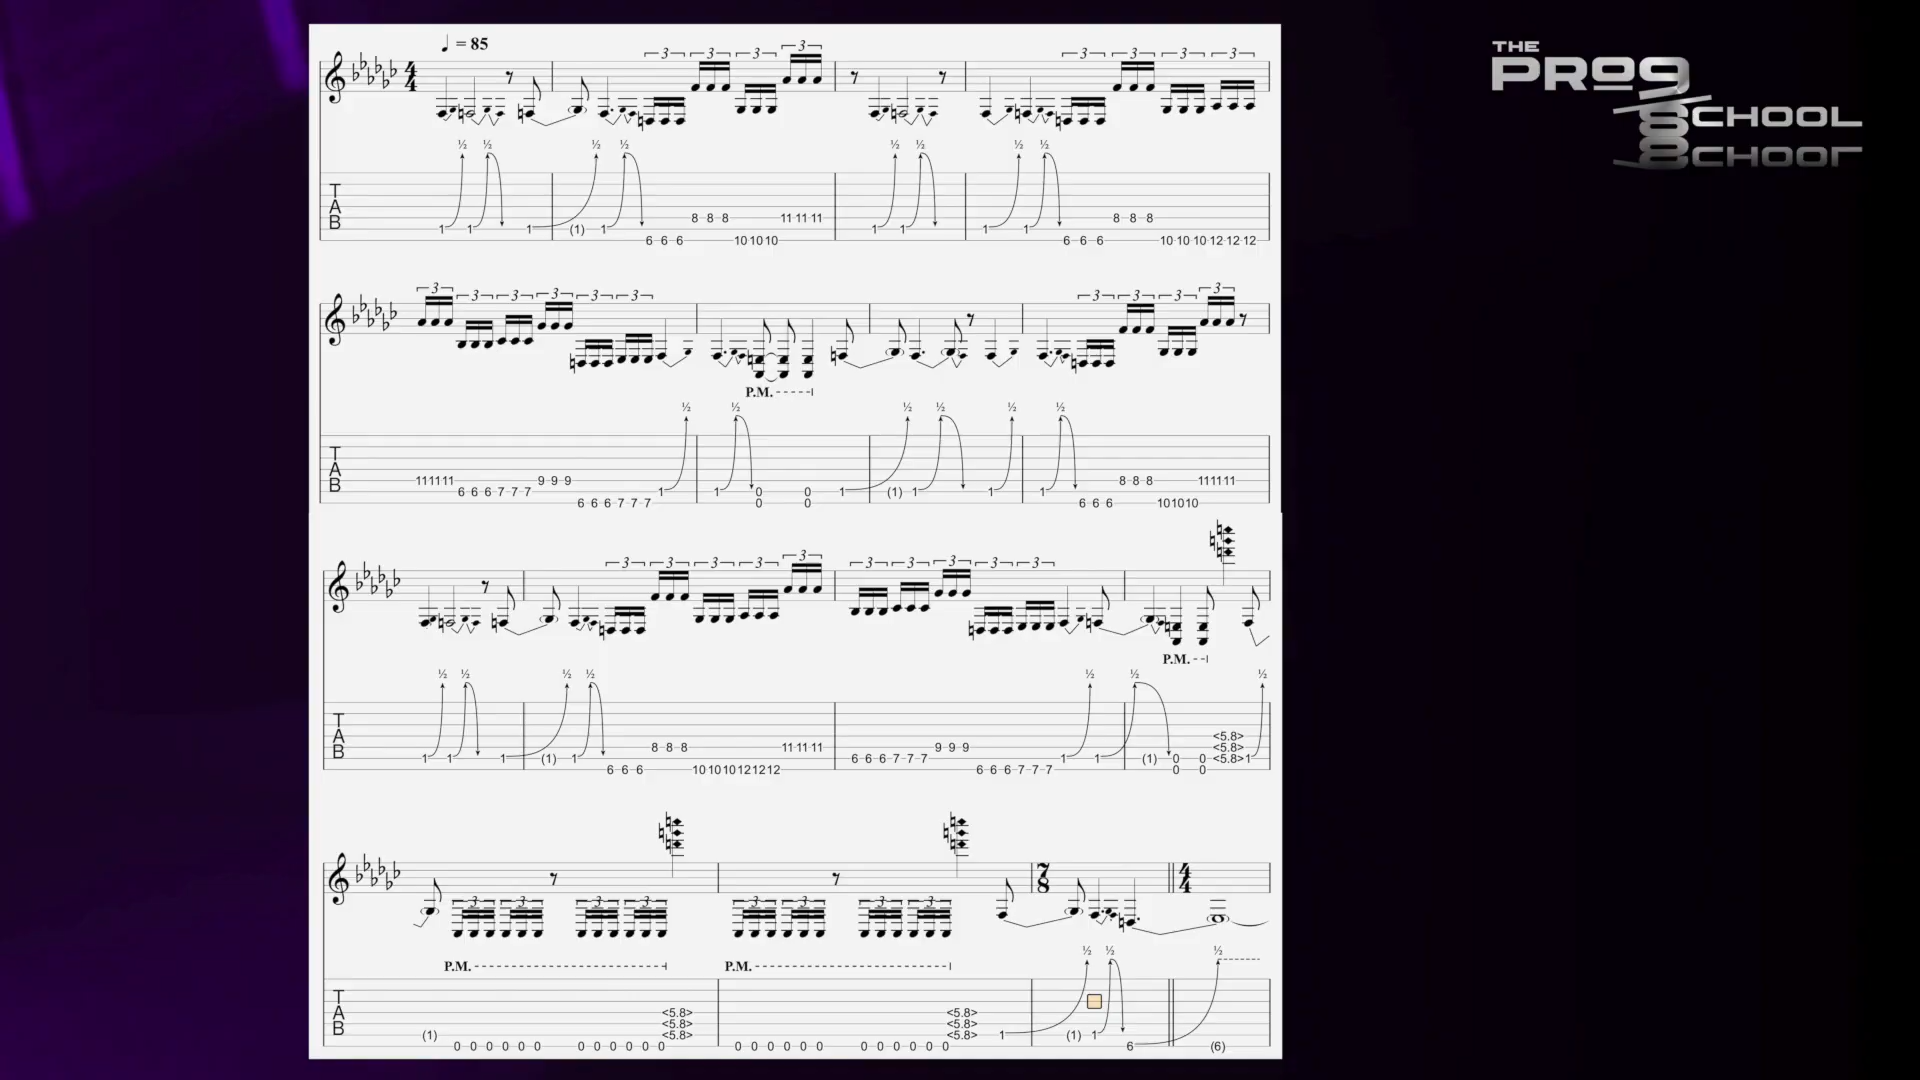 THE
PROG
SCHOOL
= 85
4
4
3 3 3 3 3 3 3 3
½ ½ ½ ½ ½ ½ ½ ½
T
A
B
8 8 8 11 11 11 8 8 8
1 1 1 (1) 1 1 1 1 1
6 6 6 10 10 10 6 6 6 10 10 10 12 12 12
3 3 3 3 3 3 3 3 3 3
P.M.
½ ½ ½ ½ ½ ½
T
A
B
11 11 11 9 9 9 8 8 8 11 11 11
6 6 6 7 7 7 1 1 0 0 1 (1) 1 1 1
6 6 6 7 7 7 0 0 6 6 6 10 10 10
3 3 3 3 3 3 3 3 3 3
P.M.
½ ½ ½ ½ ½ ½ ½
T
A
B
<5.8>
8 8 8 11 11 11 9 9 9 <5.8>
1 1 1 (1) 1 6 6 6 7 7 7 1 1 (1) 0 0 <5.8> 1
6 6 6 10 10 10 12 12 12 6 6 6 7 7 7 0 0
7
8
4
4
3 3 3 3 3 3 3 3
P.M. P.M.
½ ½ ½
T
A
B
<5.8> <5.8>
<5.8> <5.8>
(1) <5.8> <5.8> 1 (1) 1
0 0 0 0 0 0 0 0 0 0 0 0 0 0 0 0 0 0 0 0 0 0 0 0 6 (6)